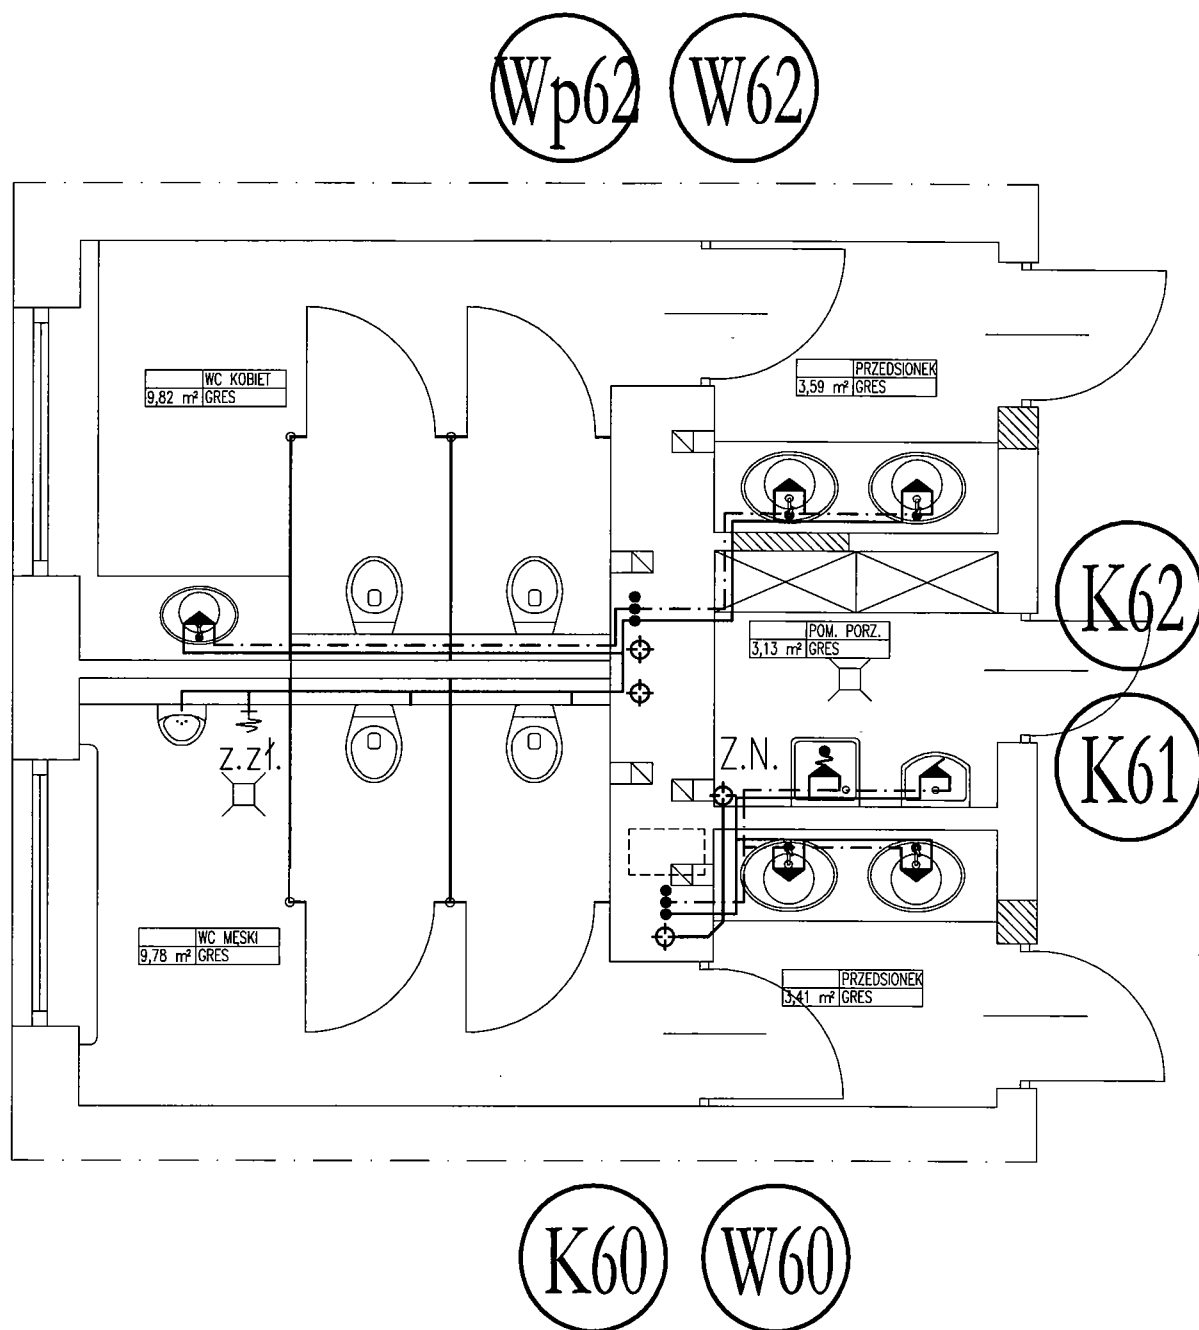 Wp62 W62
WC KOBIET
9,82 m² GRES
PRZEDSIONEK
3,59 m² GRES
K62
POM. PORZ.
3,13 m² GRES
Z.Zł.
Z.N.
K61
WC MĘSKI
9,78 m² GRES
PRZEDSIONEK
3,41 m² GRES
K60 W60